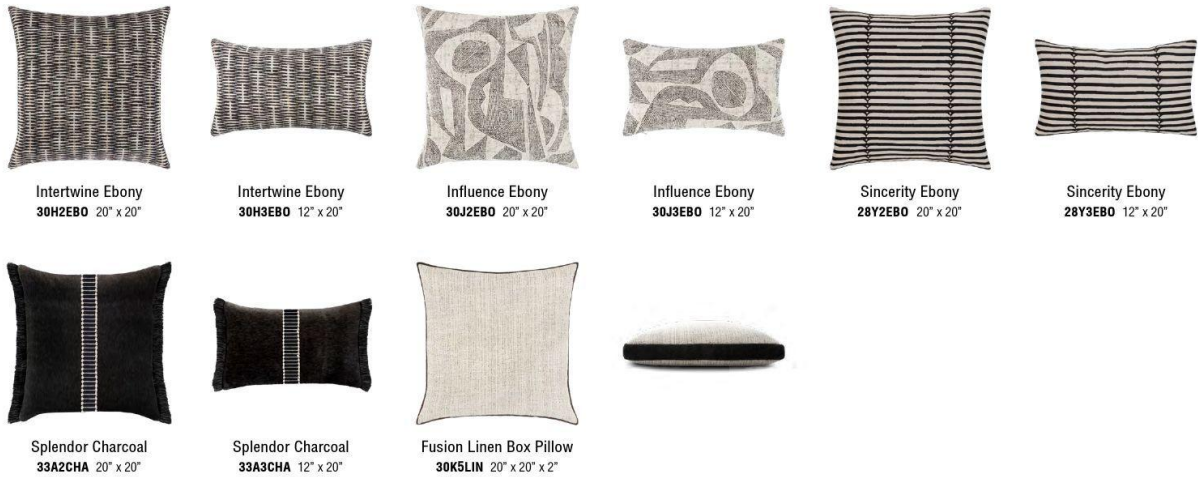 Intertwine Ebony
30H2EBO 20” x 20”
Intertwine Ebony
30H3EBO 12” x 20”
Influence Ebony
30J2EBO 20” x 20”
Influence Ebony
30J3EBO 12” x 20”
Sincerity Ebony
28Y2EBO 20” x 20”
Sincerity Ebony
28Y3EBO 12” x 20”
Splendor Charcoal
33A2CHA 20” x 20”
Splendor Charcoal
33A3CHA 12” x 20”
Fusion Linen Box Pillow
30K5LIN 20” x 20” x 2”